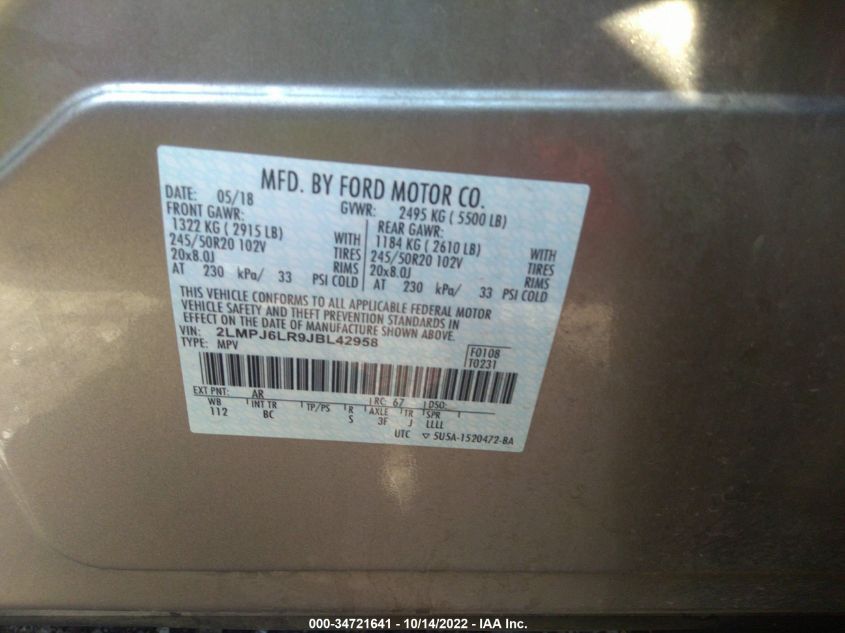 MFD. BY FORD MOTOR CO.
DATE: 05/18 GVWR: 2495 KG ( 5500 LB)
FRONT GAWR: REAR GAWR:
1322 KG ( 2915 LB) WITH 1184 KG ( 2610 LB) WITH
245/50R20 102V TIRES 245/50R20 102V TIRES
20x8.0J RIMS 20x8.0J RIMS
AT 230 kPa/ 33 PSI COLD AT 230 kPa/ 33 PSI COLD
THIS VEHICLE CONFORMS TO ALL APPLICABLE FEDERAL MOTOR
VEHICLE SAFETY AND THEFT PREVENTION STANDARDS IN
EFFECT ON THE DATE OF MANUFACTURE SHOWN ABOVE.
VIN: 2LMPJ6LR9JBL42958
TYPE: MPV
F0108
T0231
EXT PNT: AR RC: 67 DSO:
WB INT TR TP/PS R AXLE TR SPR
112 BC S 3F J LLLL
UTC ▽ 5U5A-1520472-BA
000-34721641 - 10/14/2022 - IAA Inc.